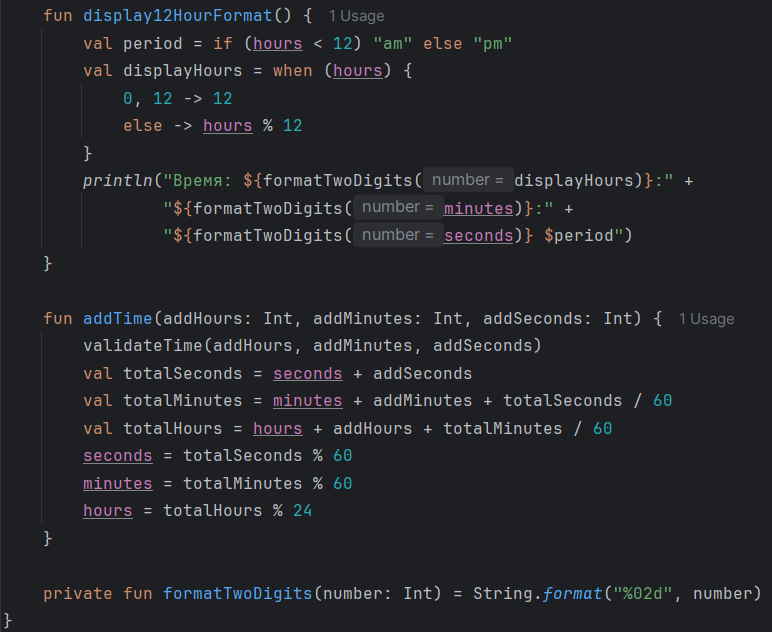 fun display12HourFormat() { 1 Usage
val period = if (hours < 12) "am" else "pm"
val displayHours = when (hours) {
0, 12 -> 12
else -> hours % 12
}
println("Время: ${formatTwoDigits( number = displayHours)}:" +
"${formatTwoDigits( number = minutes)}:" +
"${formatTwoDigits( number = seconds)} $period")
}
fun addTime(addHours: Int, addMinutes: Int, addSeconds: Int) { 1 Usage
validateTime(addHours, addMinutes, addSeconds)
val totalSeconds = seconds + addSeconds
val totalMinutes = minutes + addMinutes + totalSeconds / 60
val totalHours = hours + addHours + totalMinutes / 60
seconds = totalSeconds % 60
minutes = totalMinutes % 60
hours = totalHours % 24
}
private fun formatTwoDigits(number: Int) = String.format("%02d", number)
}